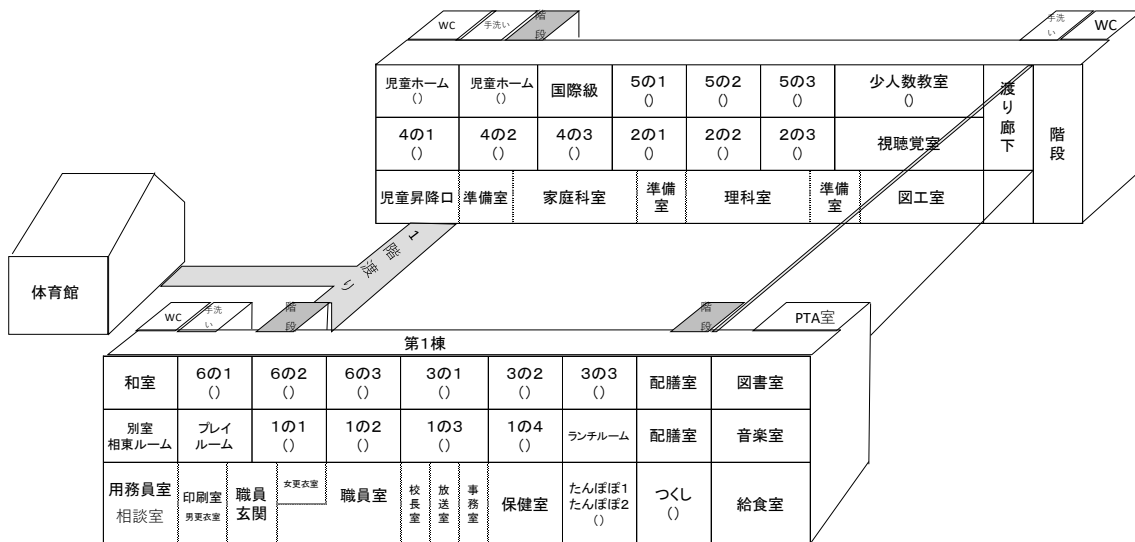 WC
手洗い
階段
手洗い
WC
児童ホーム
()
児童ホーム
()
国際級
5の1
()
5の2
()
5の3
()
少人数教室
()
渡り廊下
階段
4の1
()
4の2
()
4の3
()
2の1
()
2の2
()
2の3
()
視聴覚室
児童昇降口
準備室
家庭科室
準備室
理科室
準備室
図工室
1階渡り
体育館
WC
手洗い
階段
階段
PTA室
第1棟
和室
6の1
()
6の2
()
6の3
()
3の1
()
3の2
()
3の3
()
配膳室
図書室
別室
相東ルーム
プレイ
ルーム
1の1
()
1の2
()
1の3
()
1の4
()
ランチルーム
配膳室
音楽室
用務員室
相談室
印刷室
男更衣室
職員
玄関
女更衣室
職員室
校長室
放送室
事務室
保健室
たんぽぽ1
たんぽぽ2
()
つくし
()
給食室